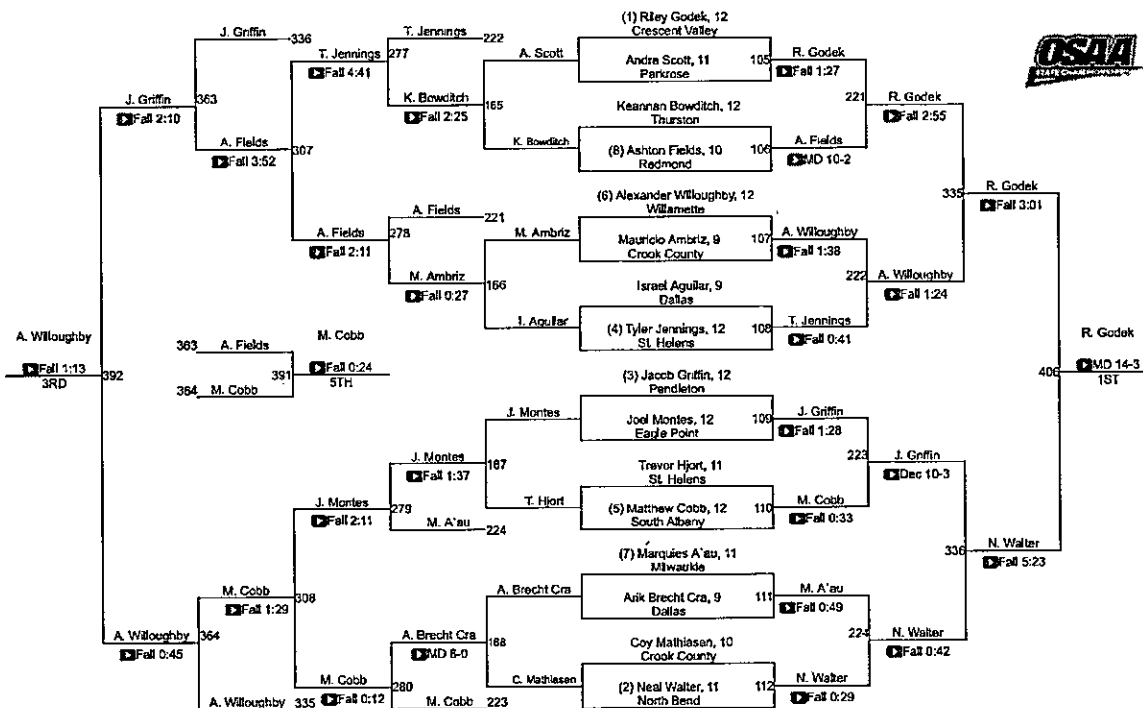 J. Griffin
336
T. Jennings
Fall 4:41
277
T. Jennings
222
A. Scott
(1) Riley Godek, 12
Crescent Valley
Andre Scott, 11
Parkrose
105
R. Godek
Fall 1:27
OSAA
STATE CHAMPIONSHIPS
J. Griffin
Fall 2:10
363
A. Fields
Fall 3:52
307
K. Bowditch
Fall 2:25
165
K. Bowditch
Keannan Bowditch, 12
Thurston
(8) Ashton Fields, 10
Redmond
106
A. Fields
MD 10-2
221
R. Godek
Fall 2:55
A. Fields
Fall 2:11
278
A. Fields
221
M. Ambriz
(6) Alexander Willoughby, 12
Willamette
Mauricio Ambriz, 9
Crook County
107
A. Willoughby
Fall 1:38
335
R. Godek
Fall 3:01
M. Ambriz
Fall 0:27
166
I. Aguilar
Israel Aguilar, 9
Dallas
(4) Tyler Jennings, 12
St. Helens
108
T. Jennings
Fall 0:41
222
A. Willoughby
Fall 1:24
A. Willoughby
Fall 1:13
3RD
392
363
A. Fields
364
M. Cobb
391
M. Cobb
Fall 0:24
5TH
R. Godek
MD 14-3
1ST
406
J. Montes
(3) Jacob Griffin, 12
Pendleton
Joel Montes, 12
Eagle Point
109
J. Griffin
Fall 1:28
J. Montes
Fall 2:11
279
J. Montes
Fall 1:37
167
T. Hjort
Trevor Hjort, 11
St. Helens
(5) Matthew Cobb, 12
South Albany
110
M. Cobb
Fall 0:33
223
J. Griffin
Dec 10-3
M. A'au
224
M. Cobb
Fall 1:29
308
A. Brecht Cra
(7) Marquies A'au, 11
Milwaukie
Arik Brecht Cra, 9
Dallas
111
M. A'au
Fall 0:49
336
N. Walter
Fall 5:23
A. Willoughby
Fall 0:45
364
A. Brecht Cra
MD 8-0
168
C. Mathiasen
Coy Mathiasen, 10
Crook County
(2) Neal Walter, 11
North Bend
112
N. Walter
Fall 0:29
224
N. Walter
Fall 0:42
A. Willoughby
335
M. Cobb
Fall 0:12
280
M. Cobb
223